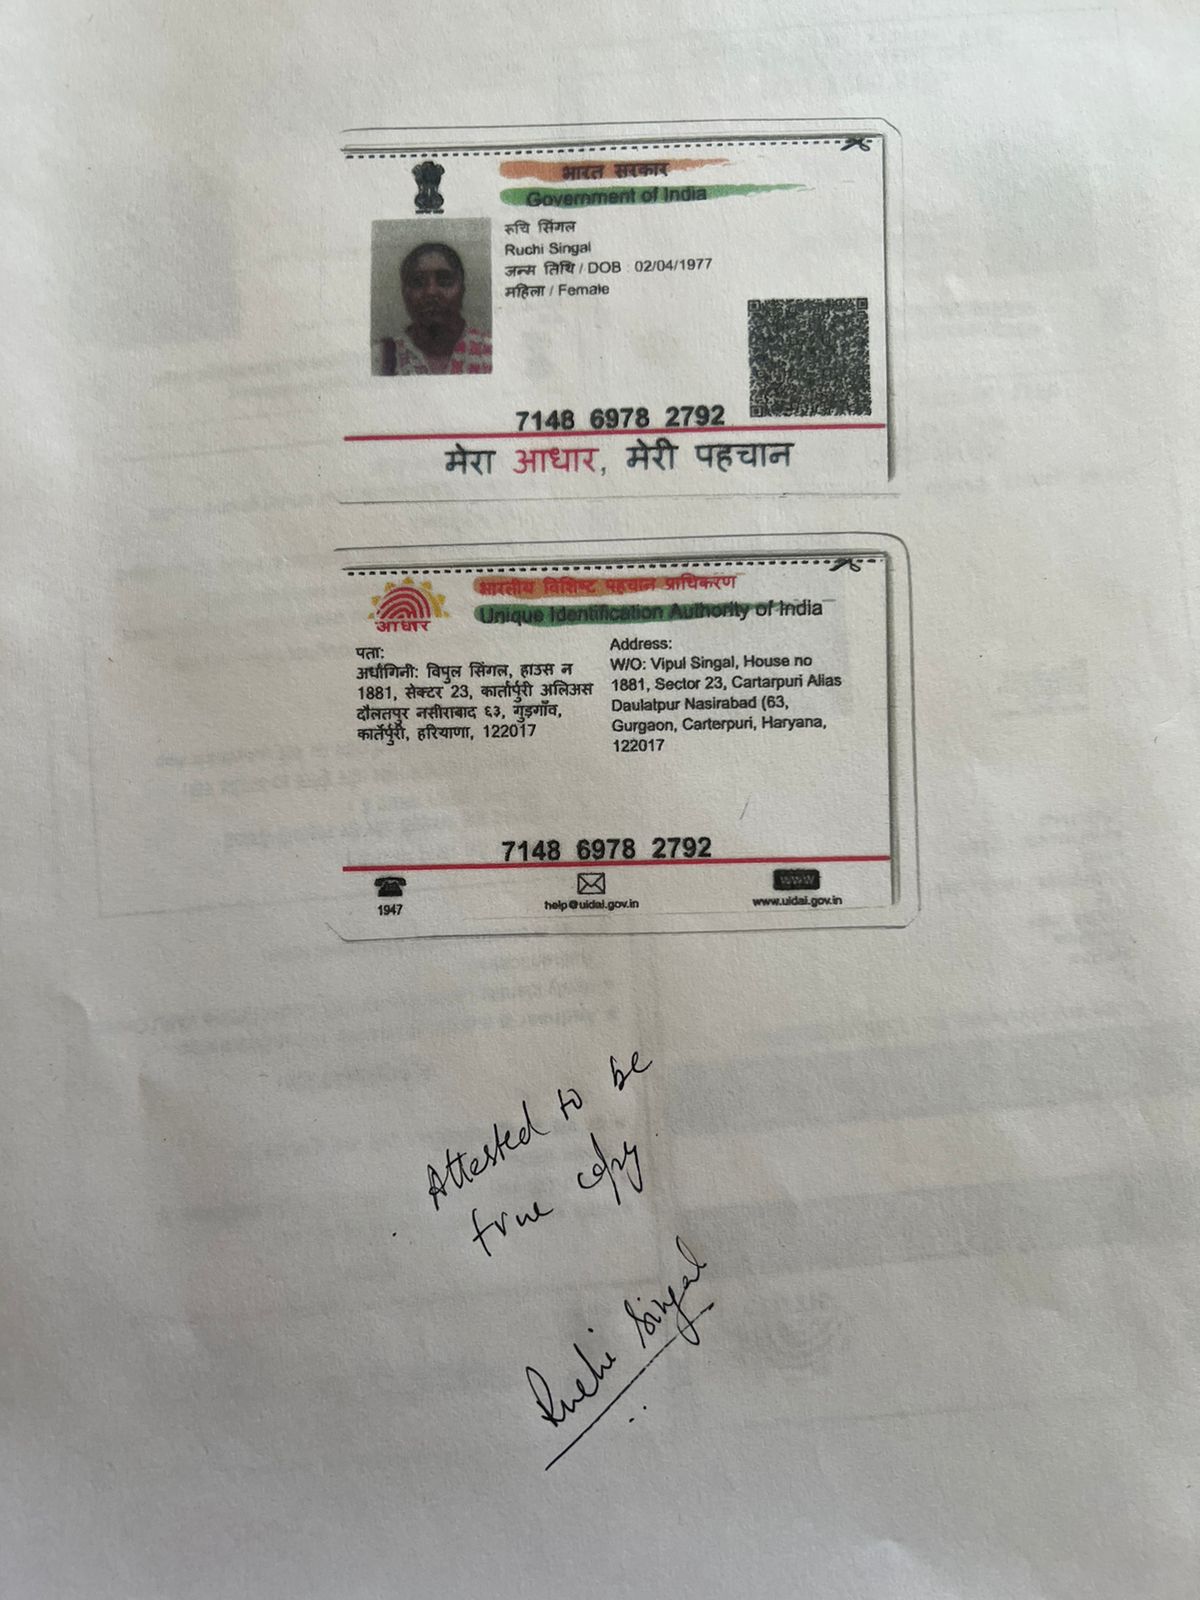 भारत सरकार
Government of India
रूचि सिंगल
Ruchi Singal
जन्म तिथि / DOB : 02/04/1977
महिला / Female
7148 6978 2792
मेरा आधार, मेरी पहचान
भारतीय विशिष्ट पहचान प्राधिकरण
Unique Identification Authority of India
आधार
पता:
अर्धांगिनी: विपुल सिंगल, हाउस न
1881, सेक्टर 23, कार्तार्पुरी अलिअस
दौलतपुर नसीराबाद ६३, गुड़गाँव,
कार्तेर्पुरी, हरियाणा, 122017
Address:
W/O: Vipul Singal, House no
1881, Sector 23, Cartarpuri Alias
Daulatpur Nasirabad (63,
Gurgaon, Carterpuri, Haryana,
122017
7148 6978 2792
1947
help@uidai.gov.in
www
www.uidai.gov.in
Attested to be
true copy
Ruchi Singal